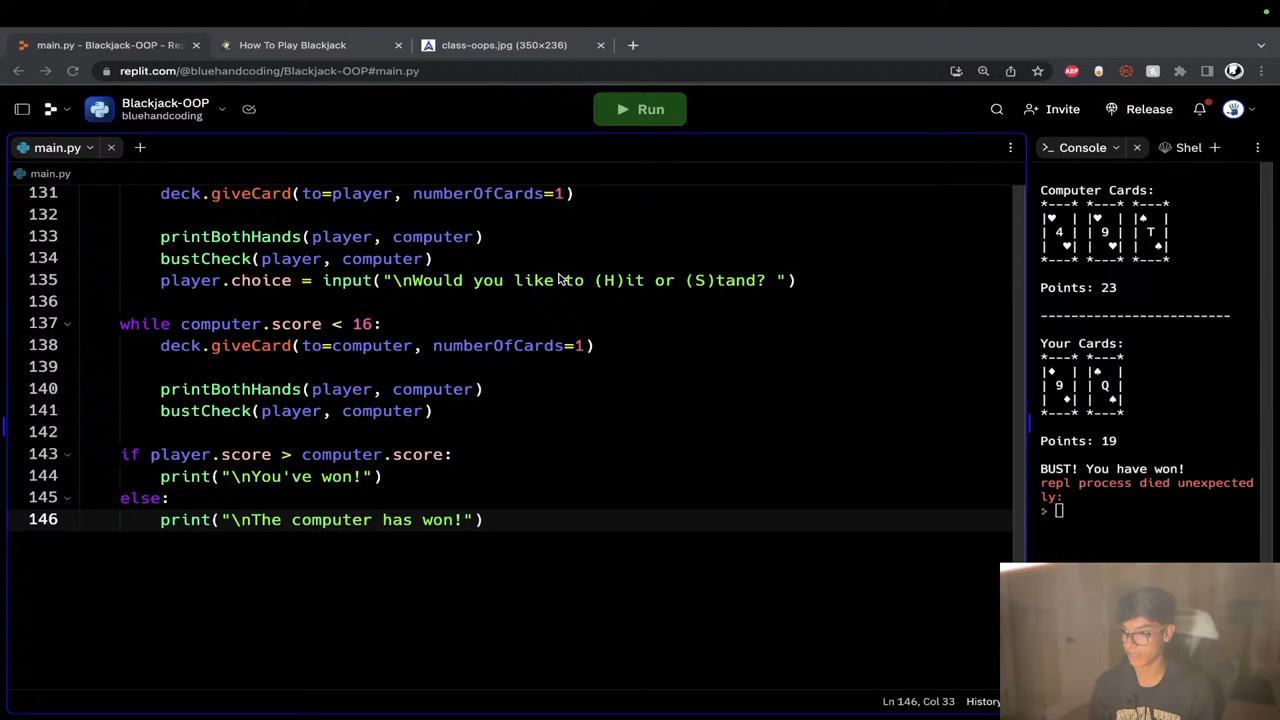 main.py - Blackjack-OOP - Rep
How To Play Blackjack
class-oops.jpg (350×236)
replit.com/@bluehandcoding/Blackjack-OOP#main.py
ABP
Blackjack-OOP
bluehandcoding
Run
Invite
Release
main.py
Console
Shel
main.py
131 deck.giveCard(to=player, numberOfCards=1)
132
133 printBothHands(player, computer)
134 bustCheck(player, computer)
135 player.choice = input("\nWould you like to (H)it or (S)tand? ")
136
137 while computer.score < 16:
138 deck.giveCard(to=computer, numberOfCards=1)
139
140 printBothHands(player, computer)
141 bustCheck(player, computer)
142
143 if player.score > computer.score:
144 print("\nYou've won!")
145 else:
146 print("\nThe computer has won!")
Computer Cards:
*---* *---* *---*
|♥  | |♥  | |♠  |
| 4 | | 9 | | T |
|  ♥| |  ♥| |  ♠|
*---* *---* *---*
Points: 23
-------------------------
Your Cards:
*---* *---*
|♦  | |♠  |
| 9 | | Q |
|  ♦| |  ♠|
*---* *---*
Points: 19
BUST! You have won!
repl process died unexpected
ly:
>
Ln 146, Col 33
History